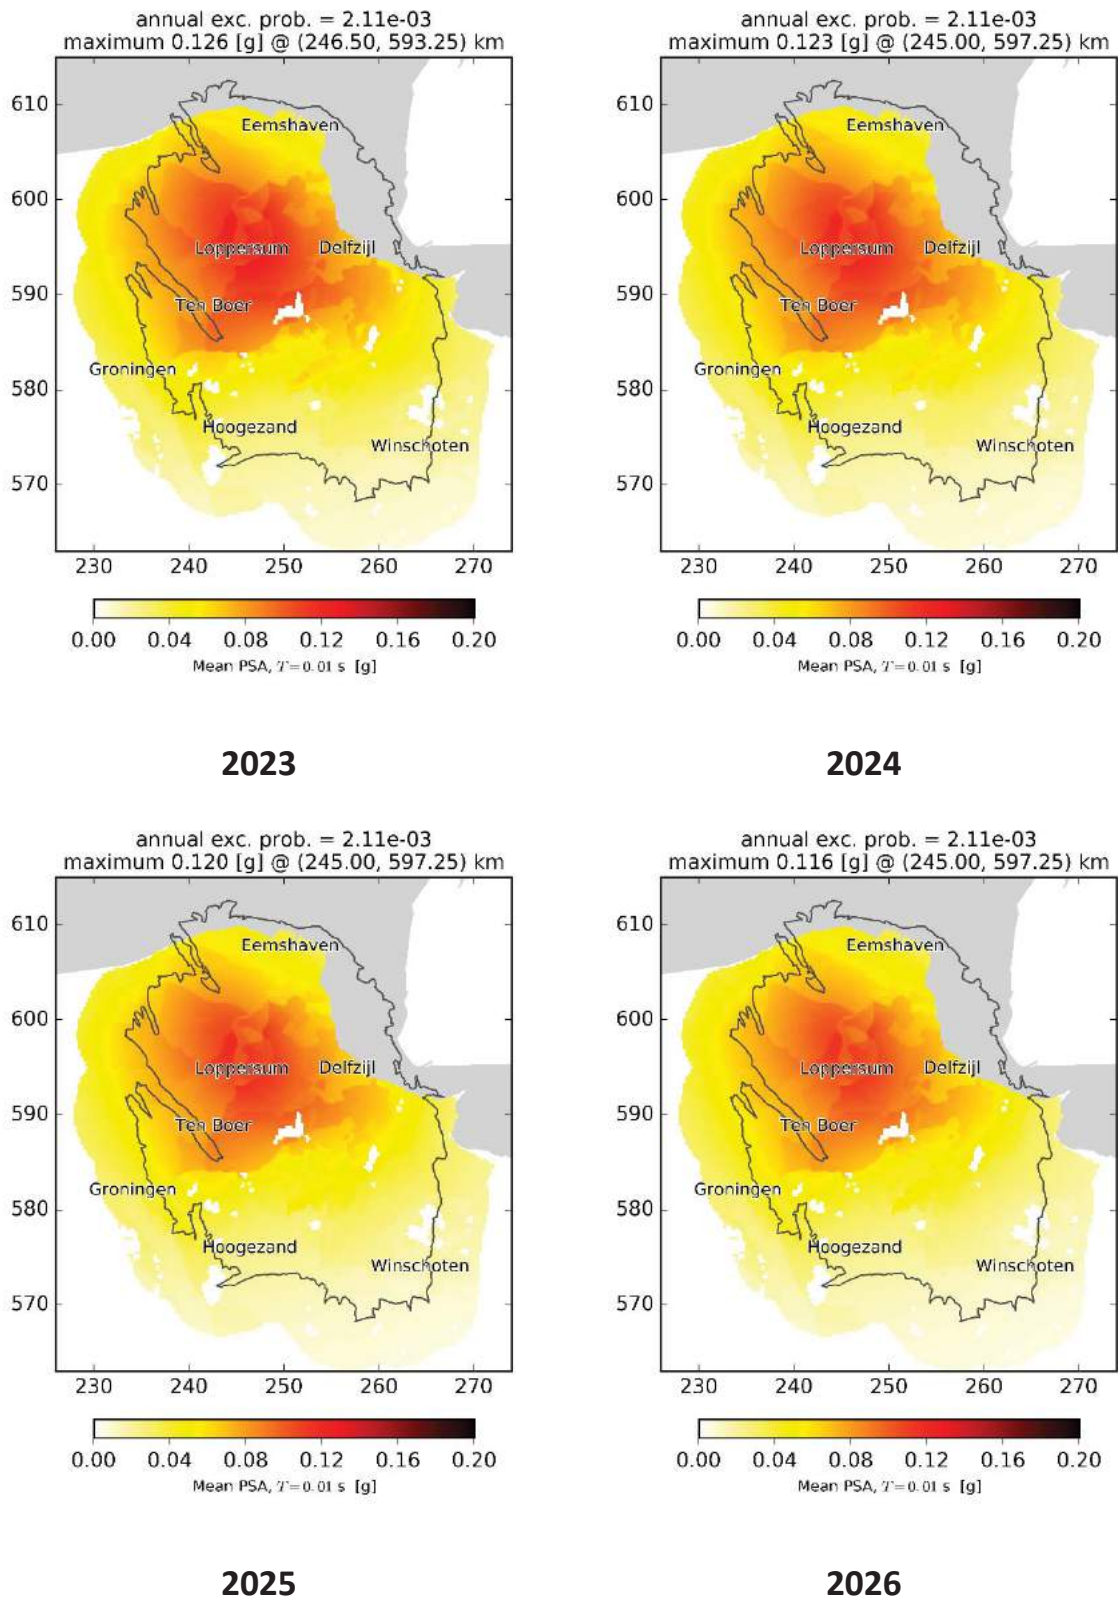 annual exc. prob. = 2.11e-03
maximum 0.126 [g] @ (246.50, 593.25) km
610
600
590
580
570
Eemshaven
Loppersum
Delfzijl
Ten Boer
Groningen
Hoogezand
Winschoten
230 240 250 260 270
0.00 0.04 0.08 0.12 0.16 0.20
Mean PSA, T=0.01 s [g]
2023
annual exc. prob. = 2.11e-03
maximum 0.123 [g] @ (245.00, 597.25) km
610
600
590
580
570
Eemshaven
Loppersum
Delfzijl
Ten Boer
Groningen
Hoogezand
Winschoten
230 240 250 260 270
0.00 0.04 0.08 0.12 0.16 0.20
Mean PSA, T=0.01 s [g]
2024
annual exc. prob. = 2.11e-03
maximum 0.120 [g] @ (245.00, 597.25) km
610
600
590
580
570
Eemshaven
Loppersum
Delfzijl
Ten Boer
Groningen
Hoogezand
Winschoten
230 240 250 260 270
0.00 0.04 0.08 0.12 0.16 0.20
Mean PSA, T=0.01 s [g]
2025
annual exc. prob. = 2.11e-03
maximum 0.116 [g] @ (245.00, 597.25) km
610
600
590
580
570
Eemshaven
Loppersum
Delfzijl
Ten Boer
Groningen
Hoogezand
Winschoten
230 240 250 260 270
0.00 0.04 0.08 0.12 0.16 0.20
Mean PSA, T=0.01 s [g]
2026